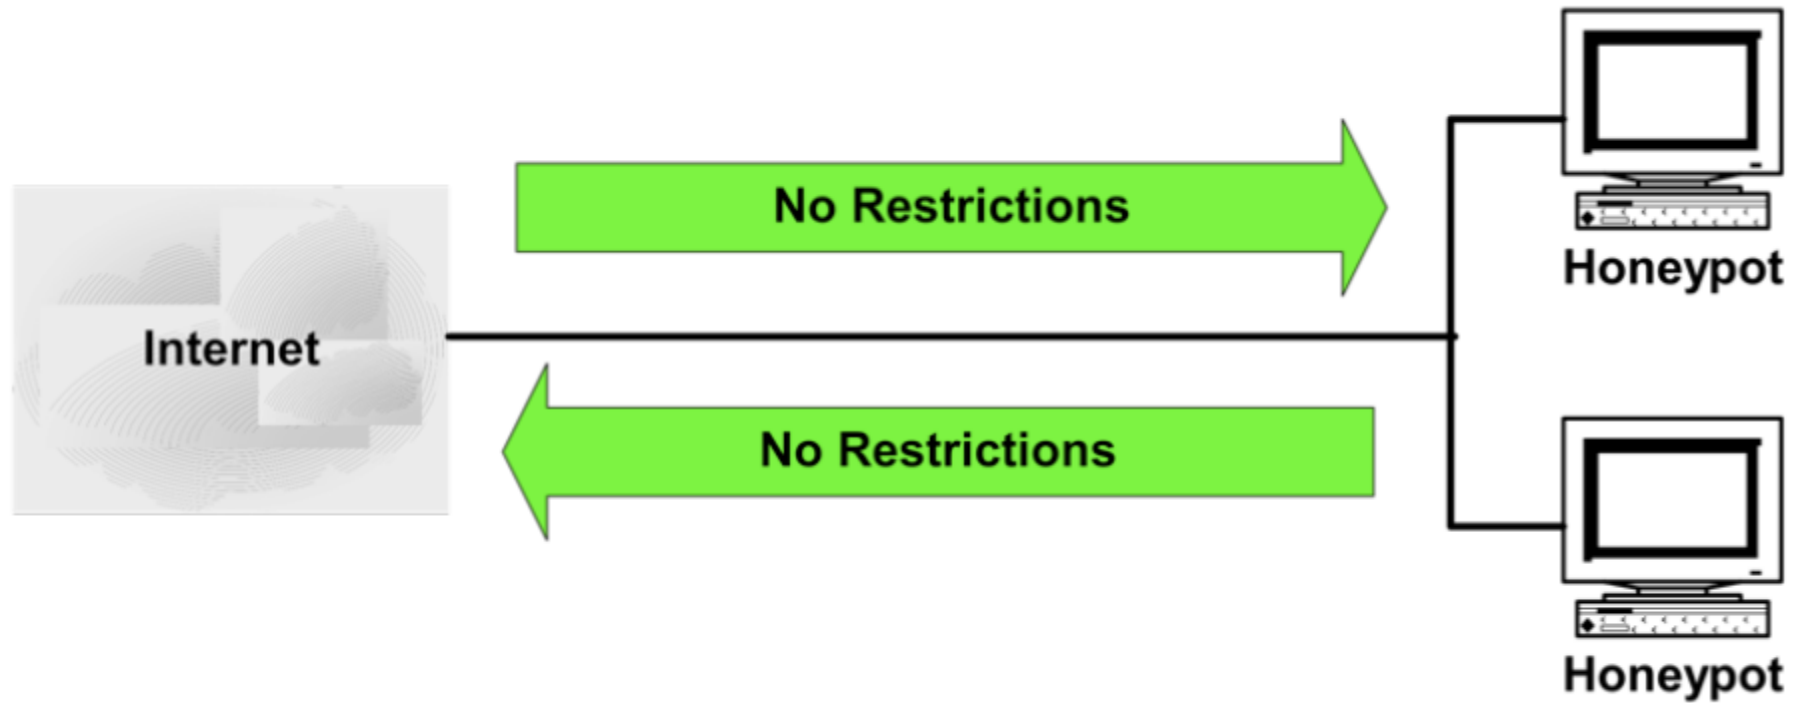 No Restrictions
Honeypot
Internet
No Restrictions
Honeypot